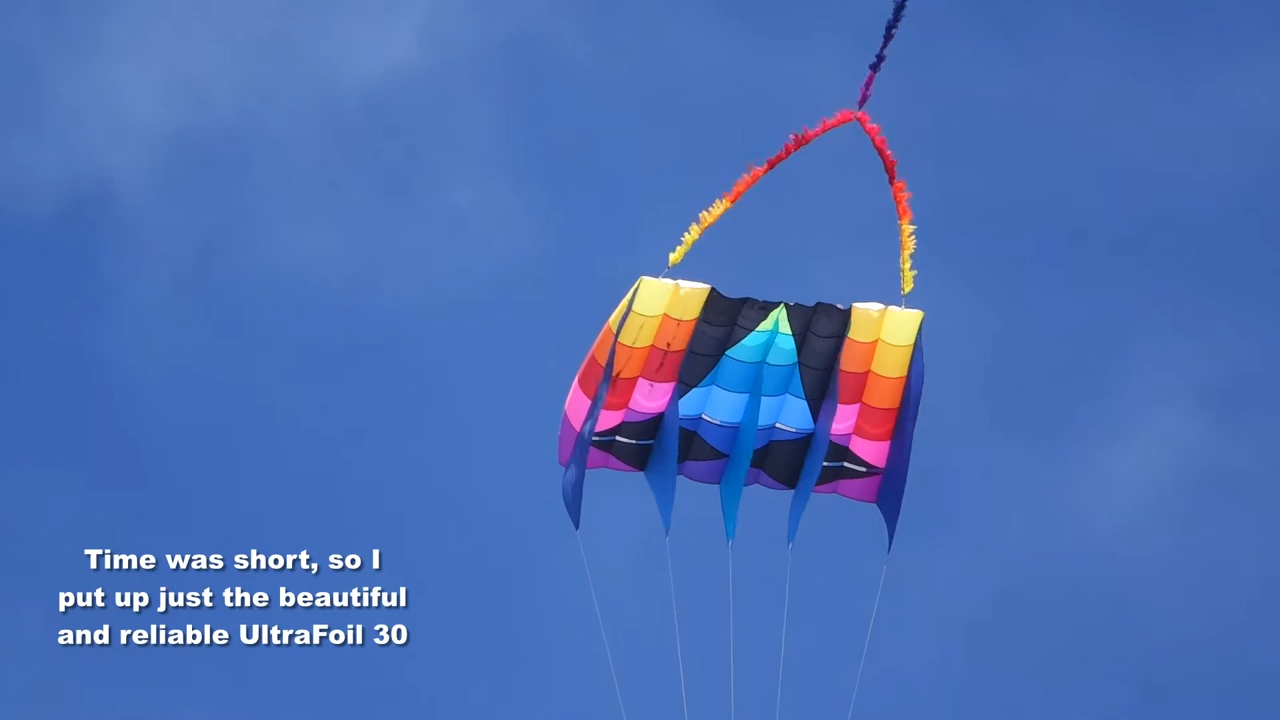 Time was short, so I
put up just the beautiful
and reliable UltraFoil 30